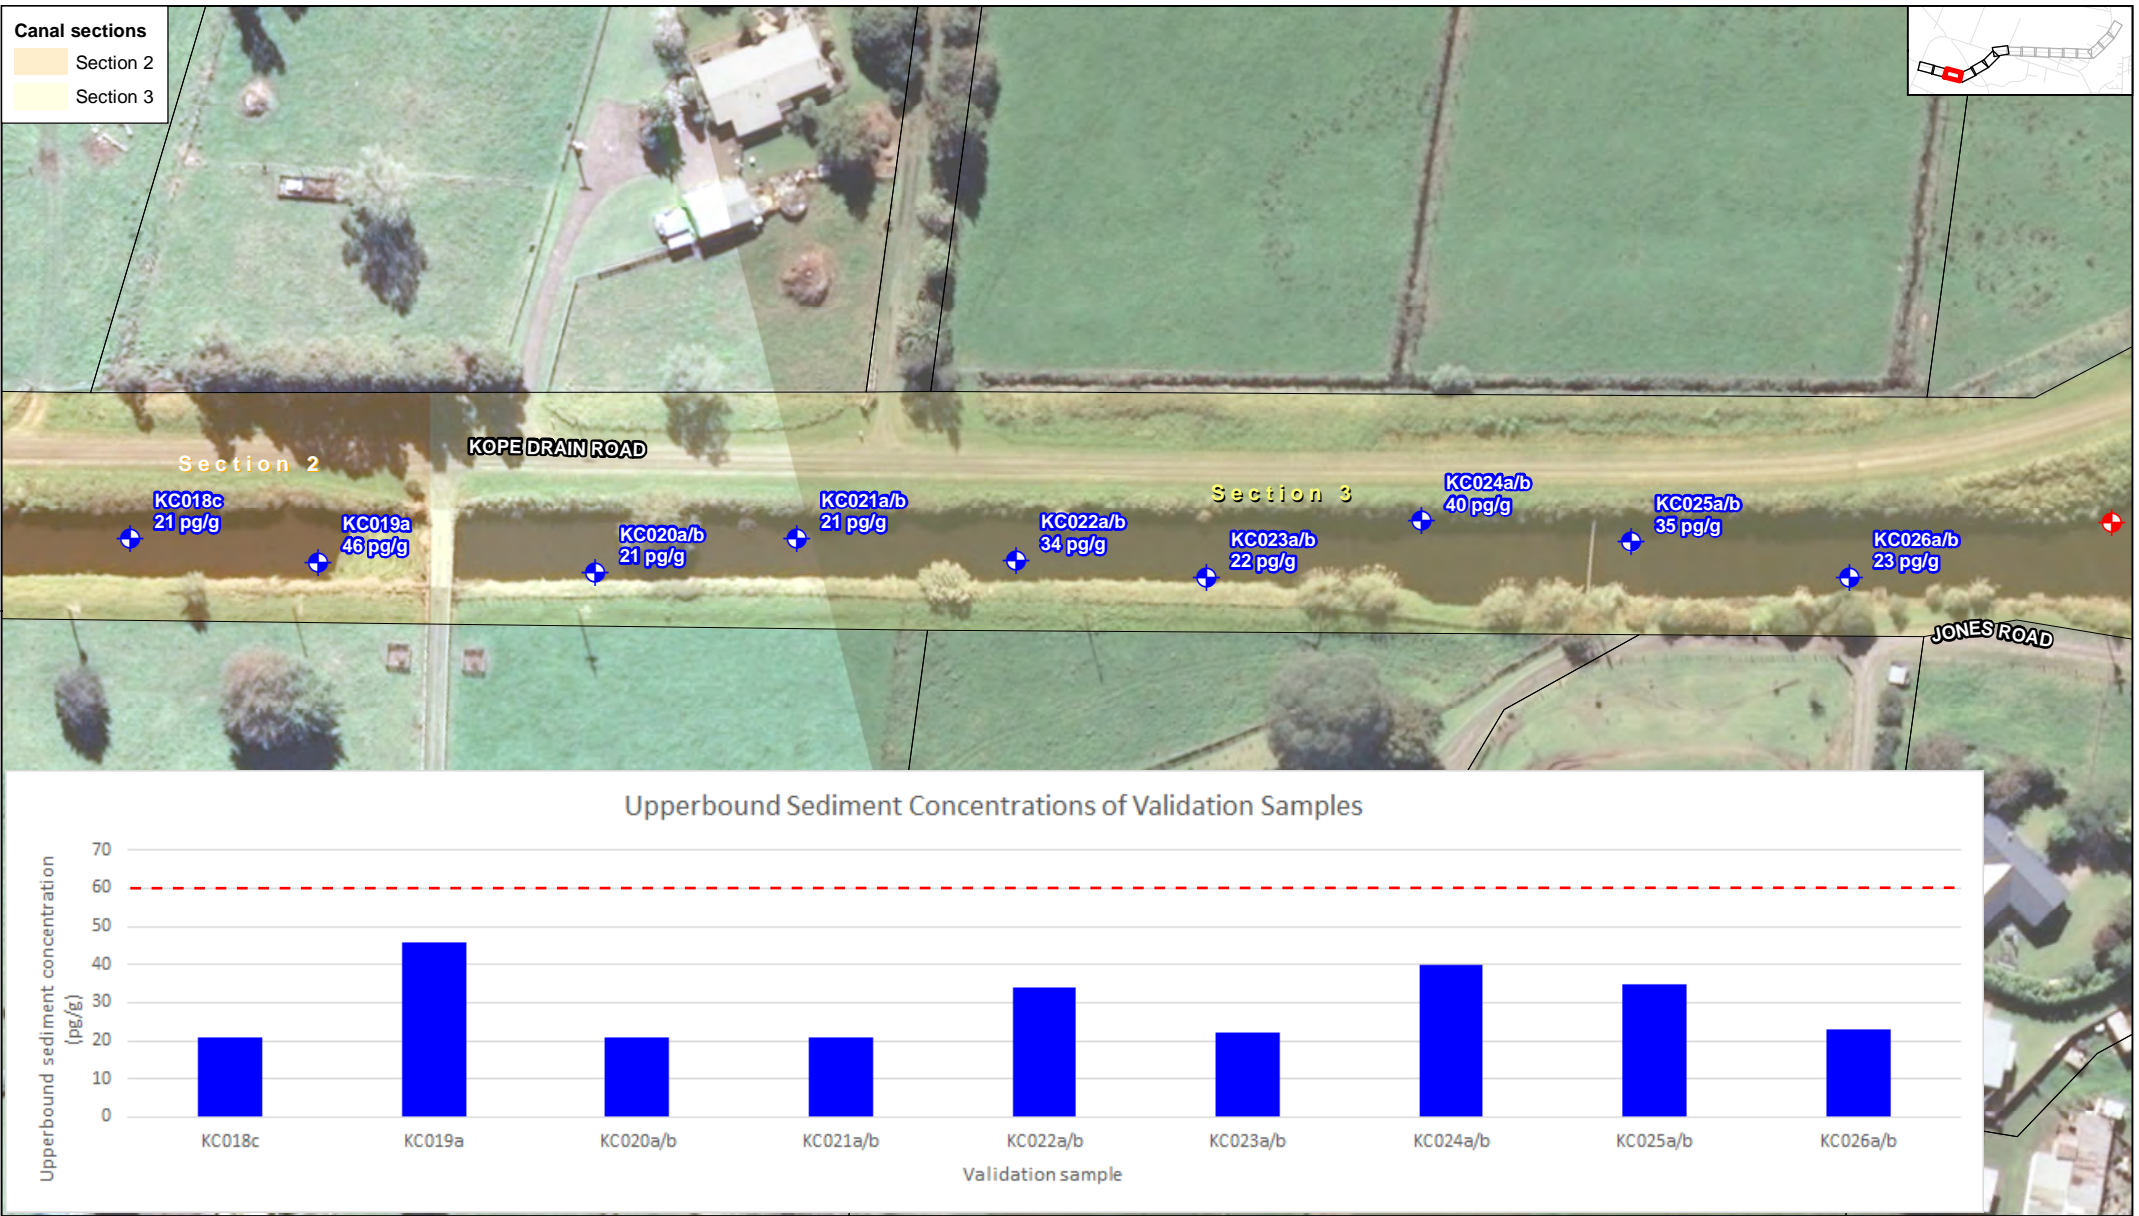 Canal sections
Section 2
Section 3
KOPE DRAIN ROAD
Section 2
KC018c
21 pg/g
KC019a
46 pg/g
KC020a/b
21 pg/g
KC021a/b
21 pg/g
KC022a/b
34 pg/g
Section 3
KC023a/b
22 pg/g
KC024a/b
40 pg/g
KC025a/b
35 pg/g
KC026a/b
23 pg/g
JONES ROAD
Upperbound Sediment Concentrations of Validation Samples
Upperbound sediment concentration
(pg/g)
70
60
50
40
30
20
10
0
KC018c KC019a KC020a/b KC021a/b KC022a/b KC023a/b KC024a/b KC025a/b KC026a/b
Validation sample